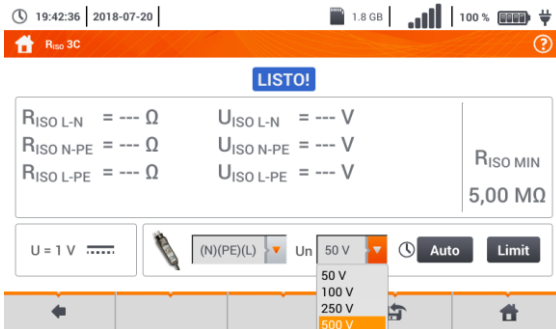 19:42:36 2018-07-20 1.8 GB 100 %
RISO 3C ?
LISTO!
RISO L-N = --- Ω UISO L-N = --- V
RISO N-PE = --- Ω UISO N-PE = --- V
RISO L-PE = --- Ω UISO L-PE = --- V
RISO MIN
5,00 MΩ
U = 1 V (N)(PE)(L) Un 50 V Auto Limit
50 V
100 V
250 V
500 V